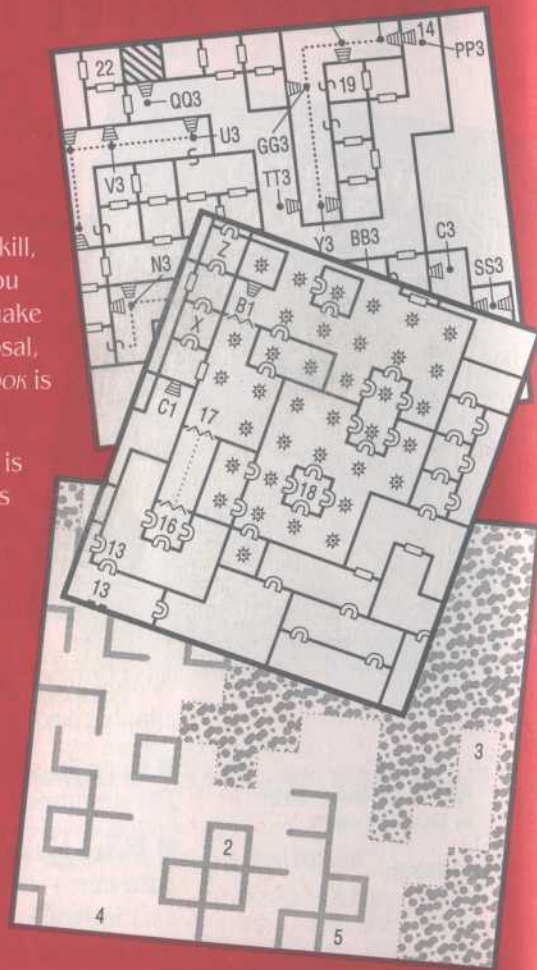 kill,
ou
nake
osal,
ook is
is
s
22
QQ3
U3
V3
N3
14
PP3
19
GG3
TT3
Y3
BB3
C3
SS3
Z
B1
X
C1
17
18
16
13
13
3
2
4
5